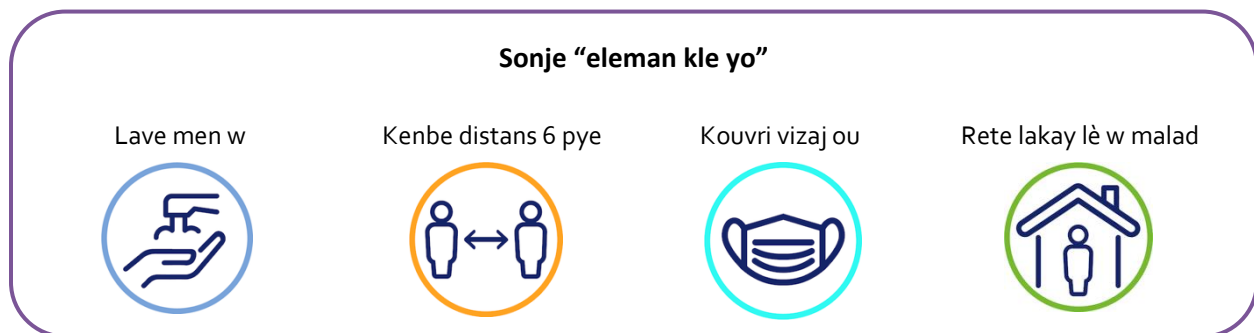 Sonje “eleman kle yo”
Lave men w
Kenbe distans 6 pye
Kouvri vizaj ou
Rete lakay lè w malad